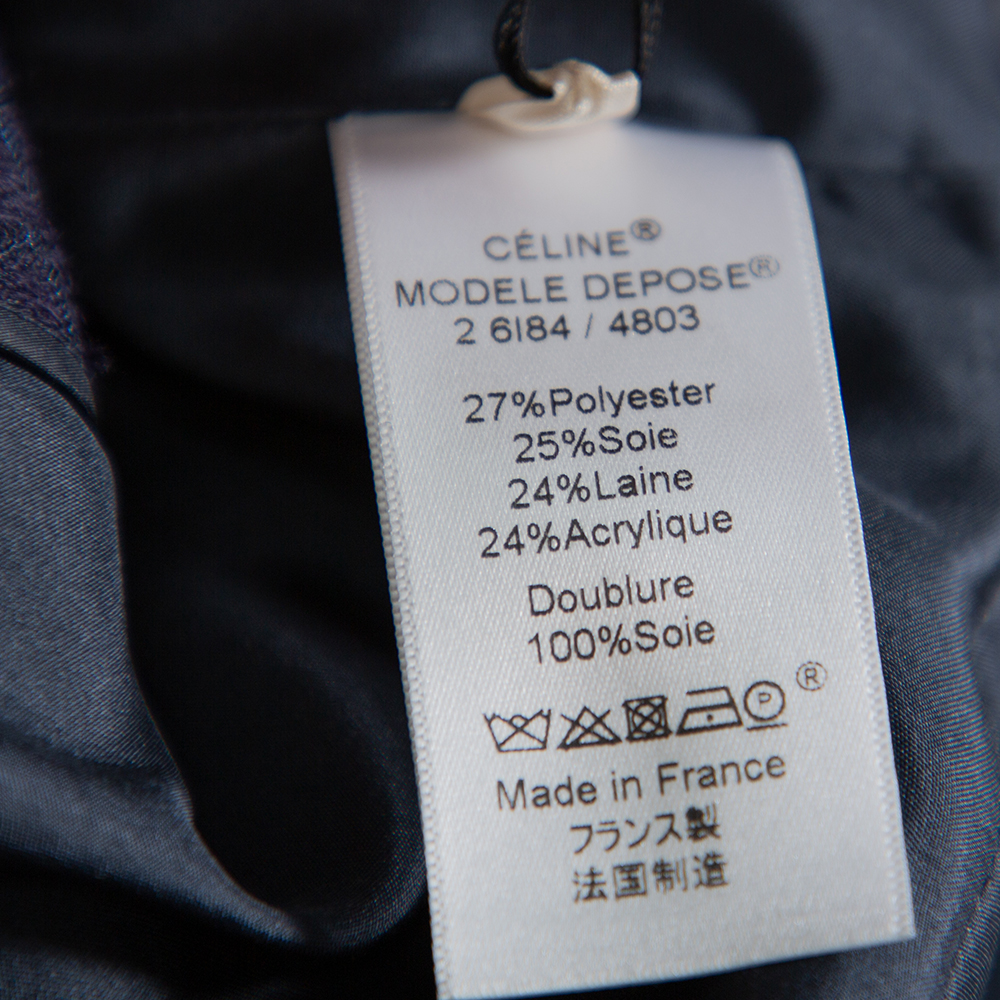 CÉLINE®
MODELE DEPOSE®
2 6184 / 4803
27%Polyester
25%Soie
24%Laine
24%Acrylique
Doublure
100%Soie
P ®
Made in France
フランス製
法国制造